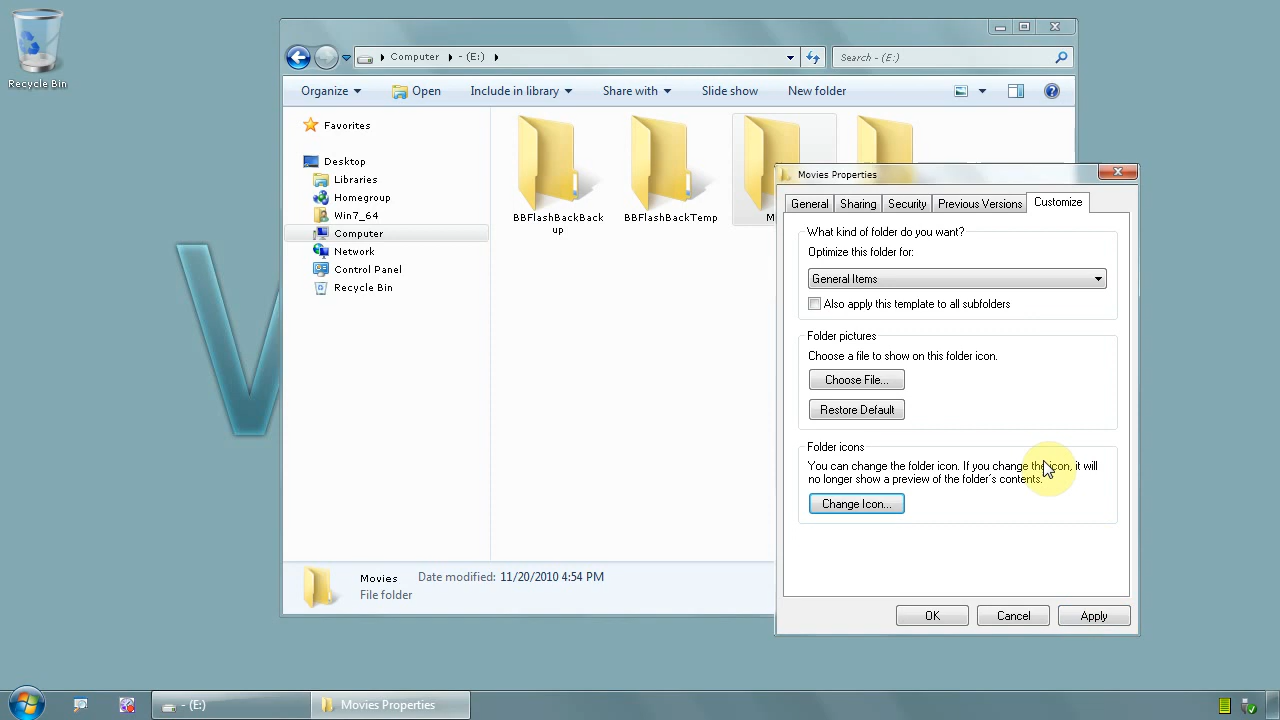 Recycle Bin
Computer
- (E:)
Search - (E:)
Organize
Open
Include in library
Share with
Slide show
New folder
Favorites
Desktop
Libraries
Homegroup
Win7_64
Computer
Network
Control Panel
Recycle Bin
BBFlashBackBack
up
BBFlashBackTemp
Movies Properties
General
Sharing
Security
Previous Versions
Customize
What kind of folder do you want?
Optimize this folder for:
General Items
Also apply this template to all subfolders
Folder pictures
Choose a file to show on this folder icon.
Choose File...
Restore Default
Folder icons
You can change the folder icon. If you change the icon, it will
no longer show a preview of the folder's contents.
Change Icon...
OK
Cancel
Apply
Movies
Date modified: 11/20/2010 4:54 PM
File folder
- (E:)
Movies Properties